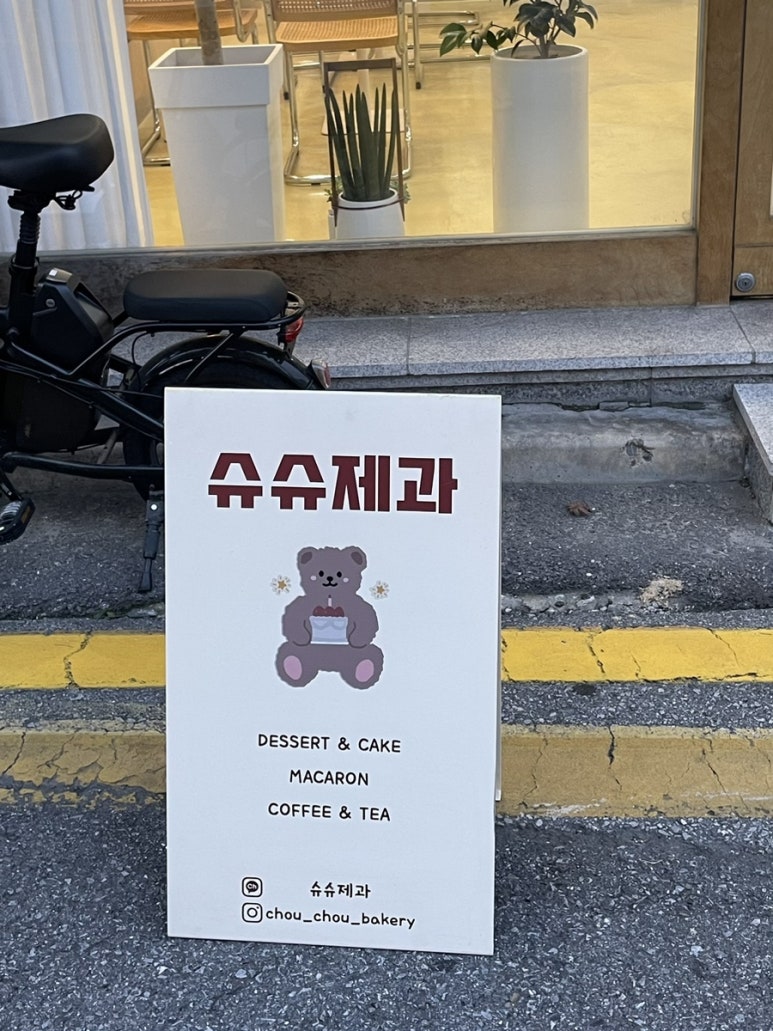 슈슈제과
DESSERT & CAKE
MACARON
COFFEE & TEA
슈슈제과
chou_chou_bakery